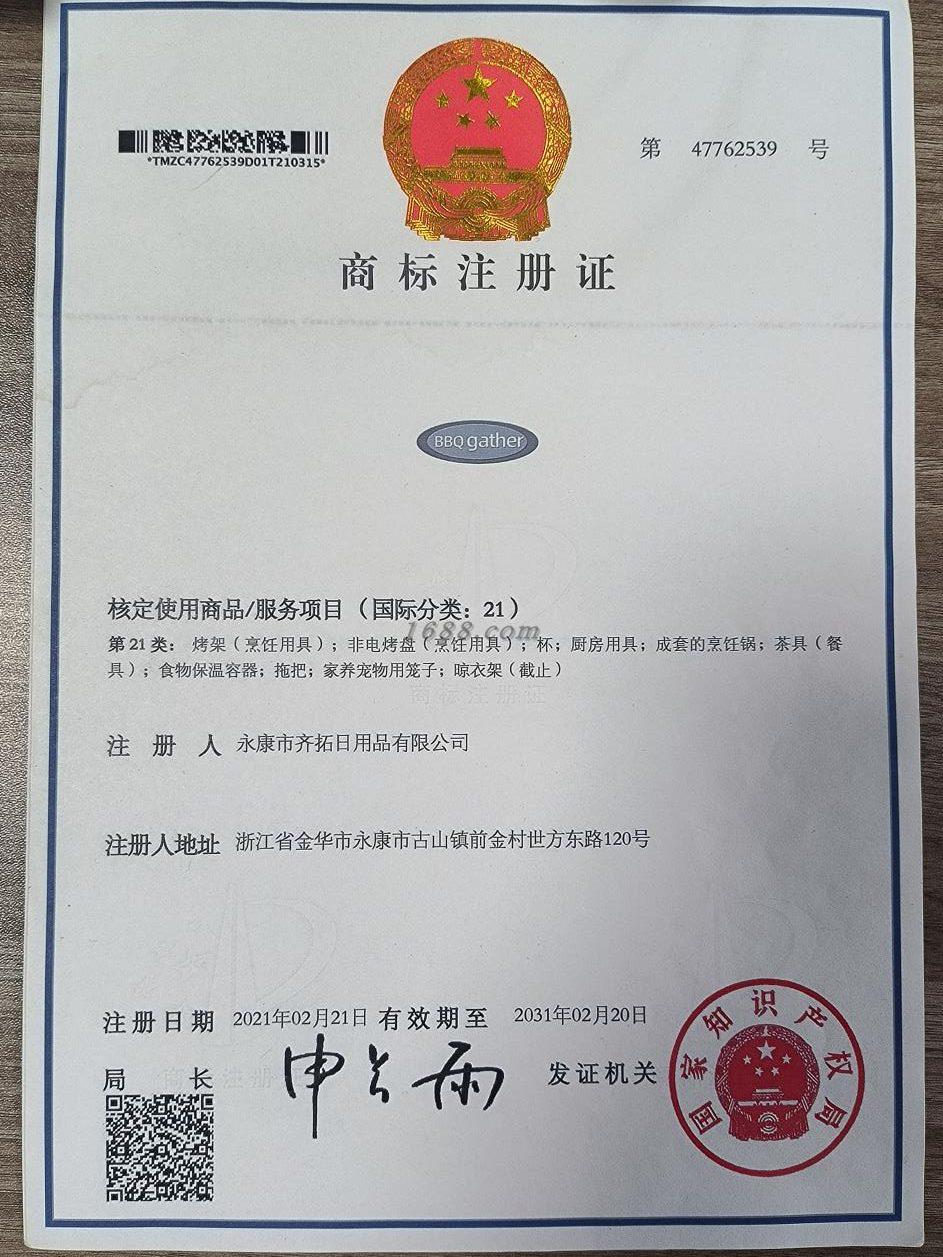 *TMZC47762539D01T210315*
第 47762539 号
商标注册证
BBQ gather
核定使用商品/服务项目（国际分类：21）
1688.com
第21类：烤架（烹饪用具）；非电烤盘（烹饪用具）；杯；厨房用具；成套的烹饪锅；茶具（餐
具）；食物保温容器；拖把；家养宠物用笼子；晾衣架（截止）
商标注册证
注册人 永康市齐拓日用品有限公司
注册人地址 浙江省金华市永康市古山镇前金村世方东路120号
注册日期 2021年02月21日 有效期至 2031年02月20日
局长 申长雨 发证机关
商标注册
国家知识产权局